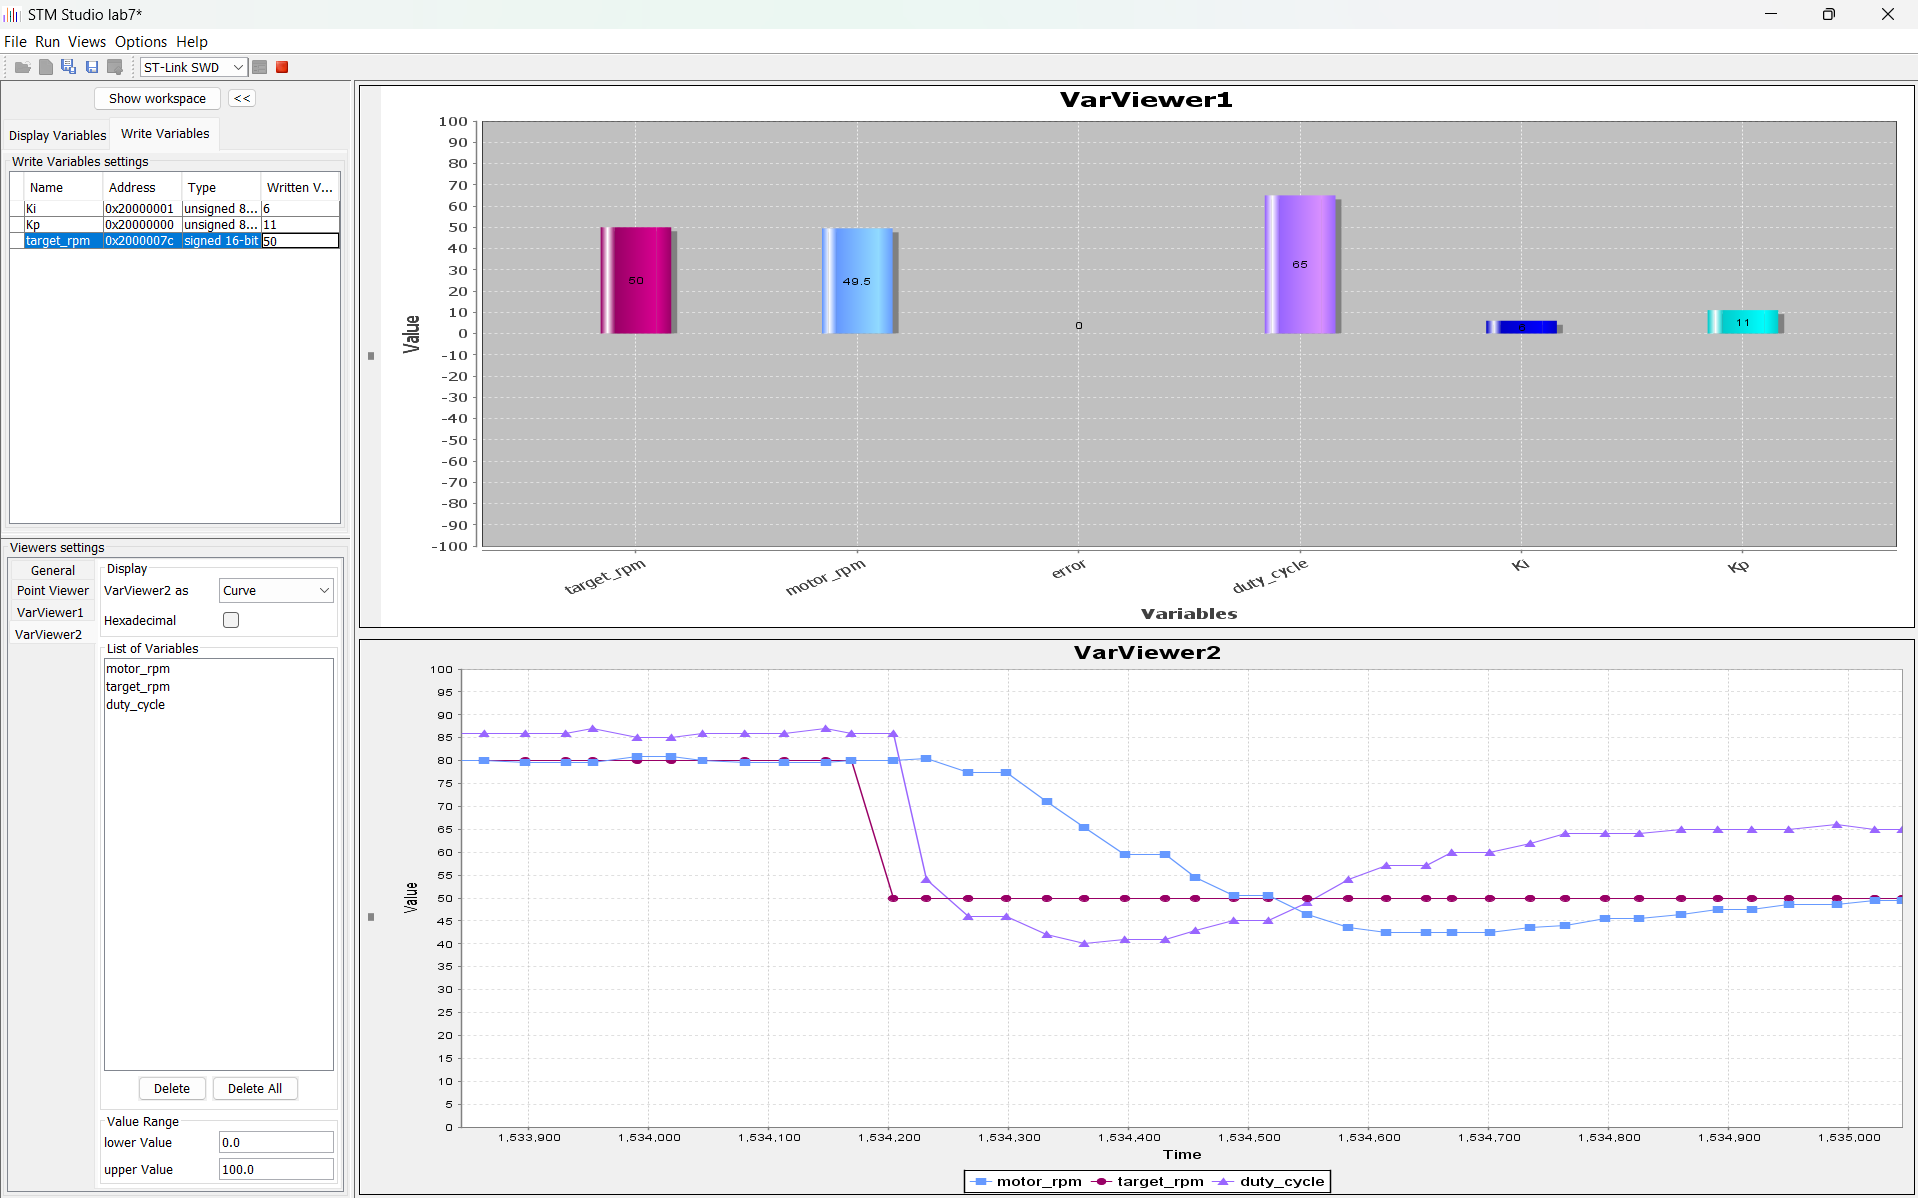 STM Studio lab7*
File Run Views Options Help
ST-Link SWD
Show workspace <<
Display Variables Write Variables
Write Variables settings
Name Address Type Written V...
Ki 0x20000001 unsigned 8... 6
Kp 0x20000000 unsigned 8... 11
target_rpm 0x2000007c signed 16-bit 50
Viewers settings
General
Point Viewer
VarViewer1
VarViewer2
Display
VarViewer2 as Curve
Hexadecimal
List of Variables
motor_rpm
target_rpm
duty_cycle
Delete Delete All
Value Range
lower Value 0.0
upper Value 100.0
VarViewer1
100
90
80
70
60
50
40
30
20
10
0
-10
-20
-30
-40
-50
-60
-70
-80
-90
-100
Value
50 49.5 0 65 6 11
target_rpm motor_rpm error duty_cycle Ki Kp
Variables
VarViewer2
100
95
90
85
80
75
70
65
60
55
50
45
40
35
30
25
20
15
10
5
0
Value
1,533,900 1,534,000 1,534,100 1,534,200 1,534,300 1,534,400 1,534,500 1,534,600 1,534,700 1,534,800 1,534,900 1,535,000
Time
motor_rpm target_rpm duty_cycle